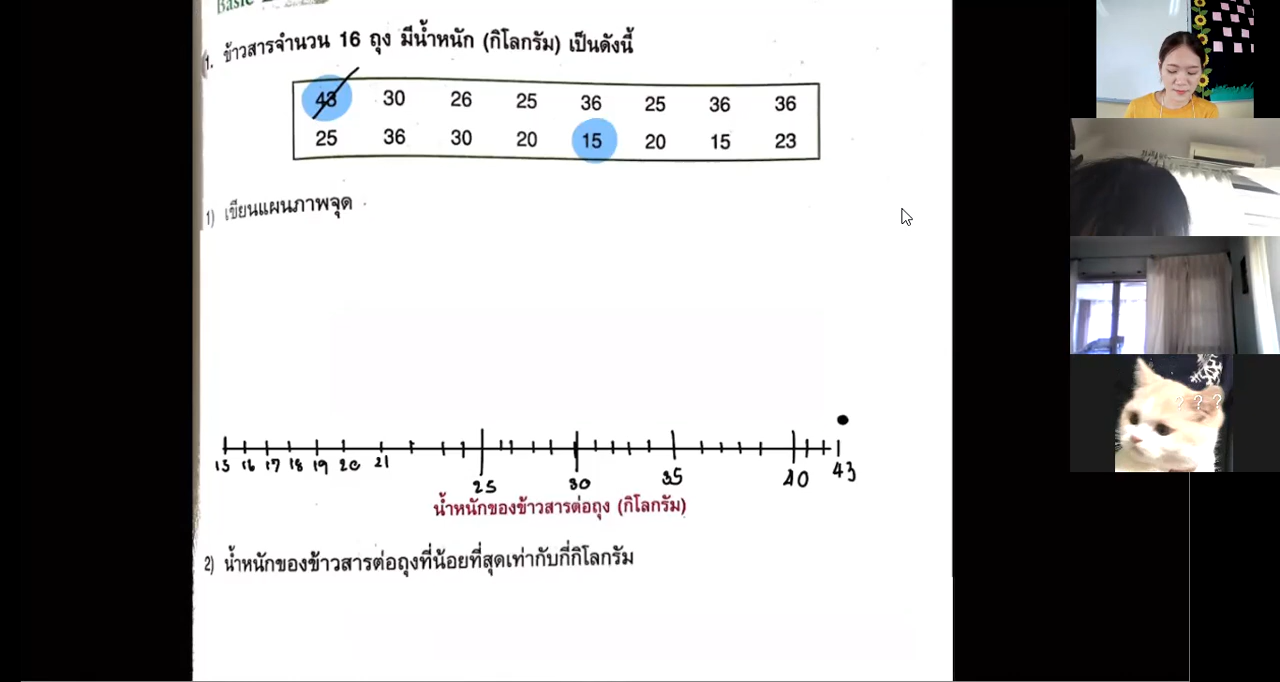 Basic
1. ข้าวสารจำนวน 16 ถุง มีน้ำหนัก (กิโลกรัม) เป็นดังนี้
43 30 26 25 36 25 36 36
25 36 30 20 15 20 15 23
1) เขียนแผนภาพจุด
15 16 17 18 19 20 21 25 30 35 40 43
น้ำหนักของข้าวสารต่อถุง (กิโลกรัม)
2) น้ำหนักของข้าวสารต่อถุงที่น้อยที่สุดเท่ากับกี่กิโลกรัม
? ? ?